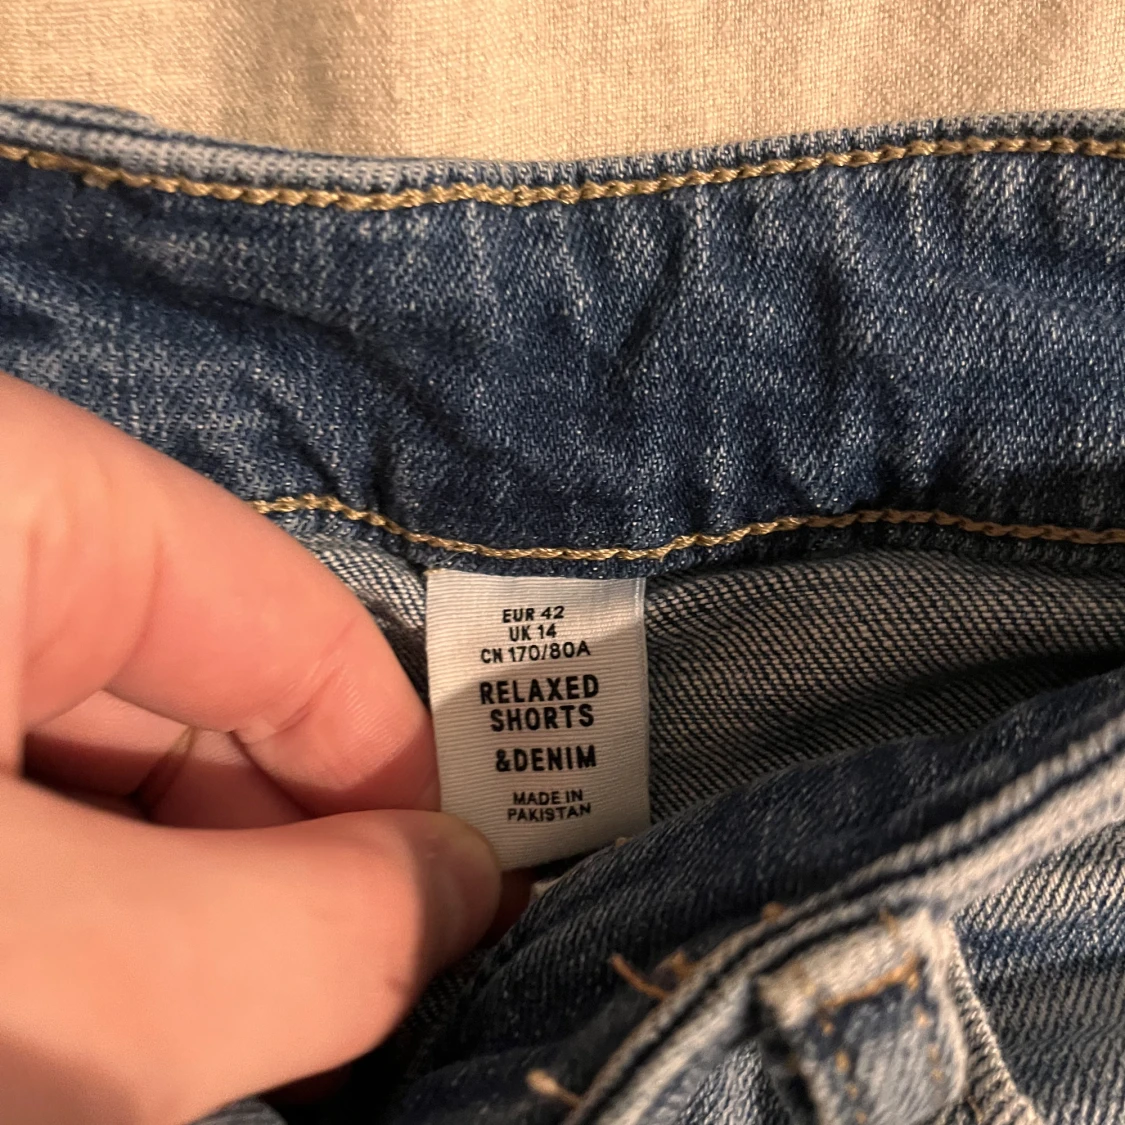 EUR 42
UK 14
CN 170/80A
RELAXED
SHORTS
&DENIM
MADE IN
PAKISTAN